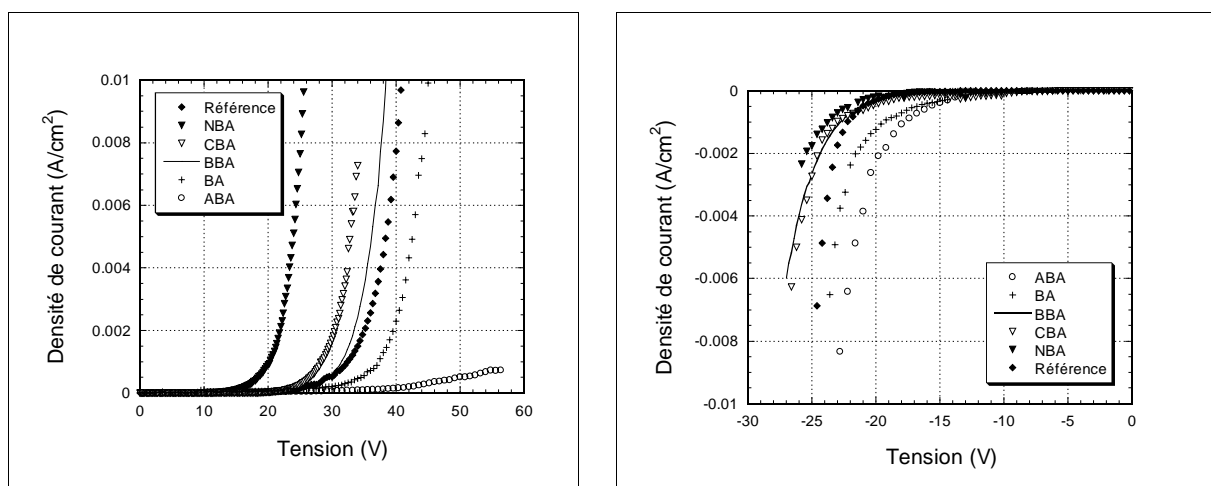 Densité de courant (A/cm²)
0.01
0.008
0.006
0.004
0.002
0
Référence
NBA
CBA
BBA
BA
ABA
0 10 20 30 40 50 60
Tension (V)
Densité de courant (A/cm²)
0
-0.002
-0.004
-0.006
-0.008
-0.01
ABA
BA
BBA
CBA
NBA
Référence
-30 -25 -20 -15 -10 -5 0
Tension (V)